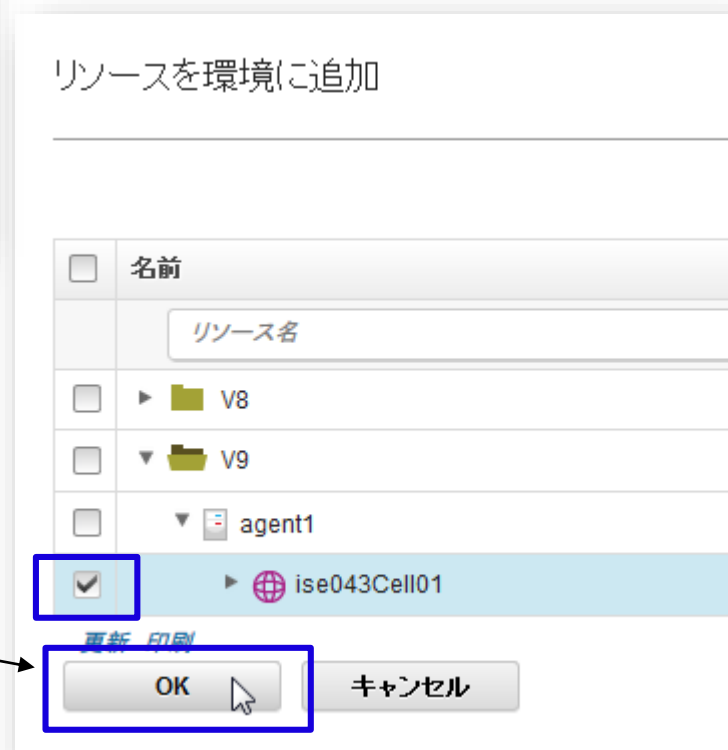 リソースを環境に追加
名前
リソース名
V8
V9
agent1
ise043Cell01
更新 印刷
OK キャンセル